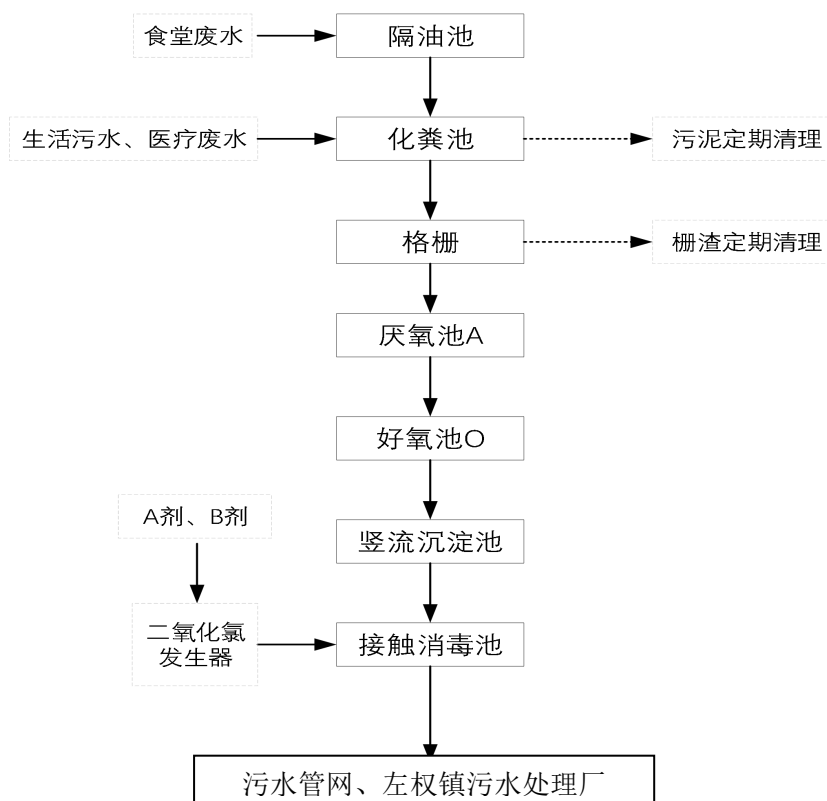 食堂废水
隔油池
生活污水、医疗废水
化粪池
污泥定期清理
格栅
栅渣定期清理
厌氧池A
好氧池O
A剂、B剂
竖流沉淀池
二氧化氯
发生器
接触消毒池
污水管网、左权镇污水处理厂